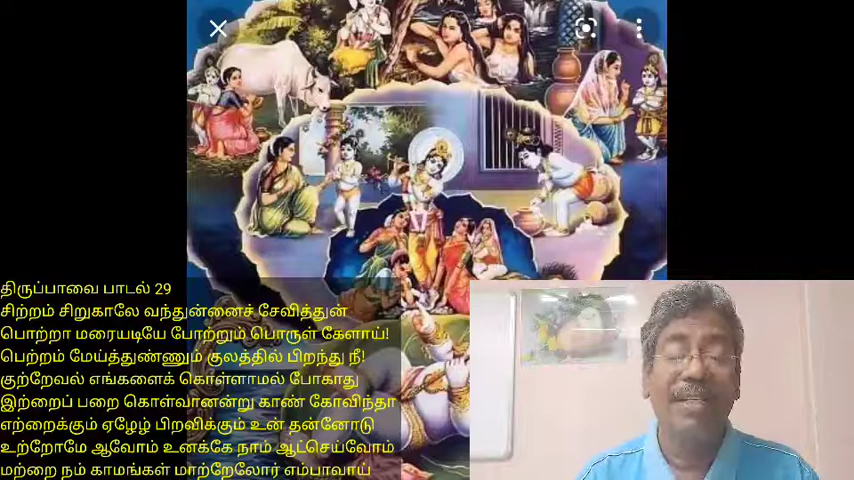 திருப்பாவை பாடல் 29
சிற்றம் சிறுகாலே வந்துன்னைச் சேவித்துன்
பொற்றா மரையடியே போற்றும் பொருள் கேளாய்!
பெற்றம் மேய்த்துண்ணும் குலத்தில் பிறந்து நீ!
குற்றேவல் எங்களைக் கொள்ளாமல் போகாது
இற்றைப் பறை கொள்வானன்று காண் கோவிந்தா
எற்றைக்கும் ஏழேழ் பிறவிக்கும் உன் தன்னோடு
உற்றோமே ஆவோம் உனக்கே நாம் ஆட்செய்வோம்
மற்றை நம் காமங்கள் மாற்றேலோர் எம்பாவாய்